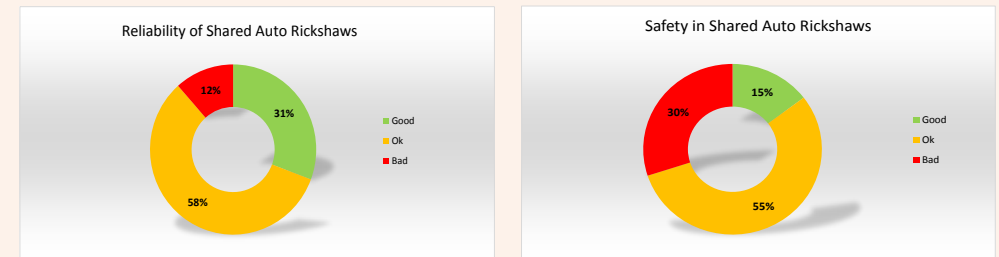 Reliability of Shared Auto Rickshaws
12%
31%
58%
Good
Ok
Bad
Safety in Shared Auto Rickshaws
15%
30%
55%
Good
Ok
Bad